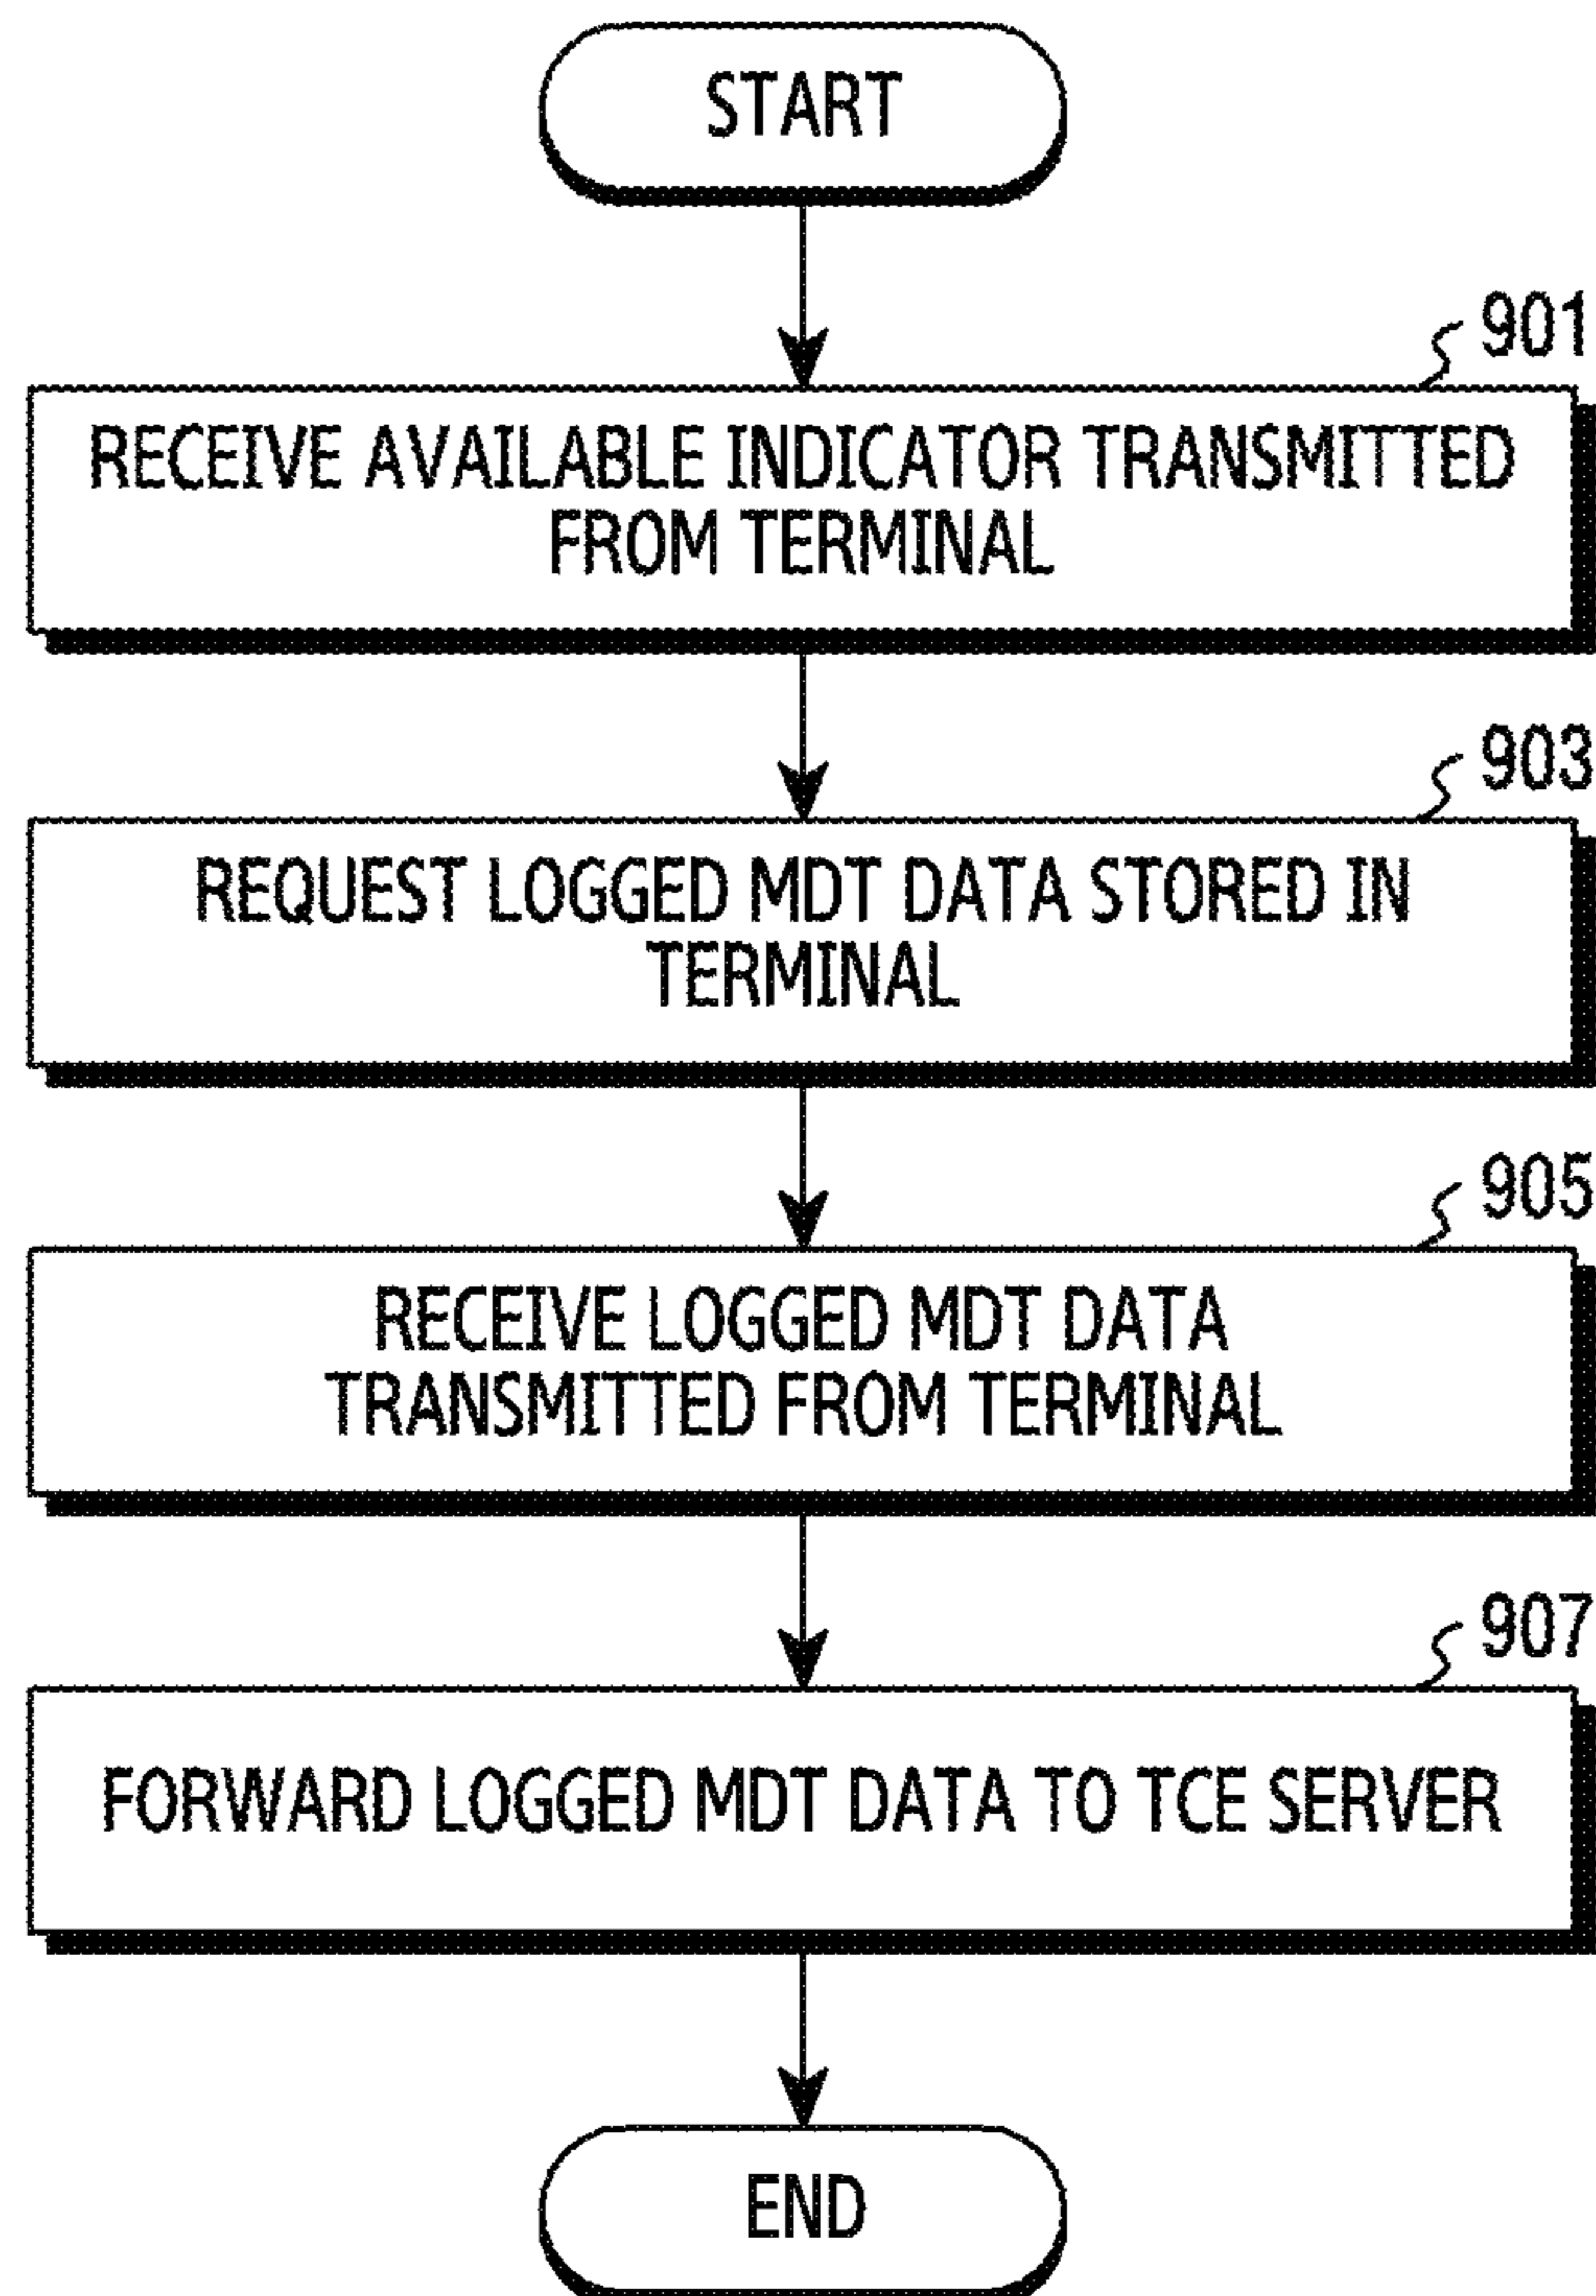 START
901
RECEIVE AVAILABLE INDICATOR TRANSMITTED
FROM TERMINAL
903
REQUEST LOGGED MDT DATA STORED IN
TERMINAL
905
RECEIVE LOGGED MDT DATA
TRANSMITTED FROM TERMINAL
907
FORWARD LOGGED MDT DATA TO TCE SERVER
END